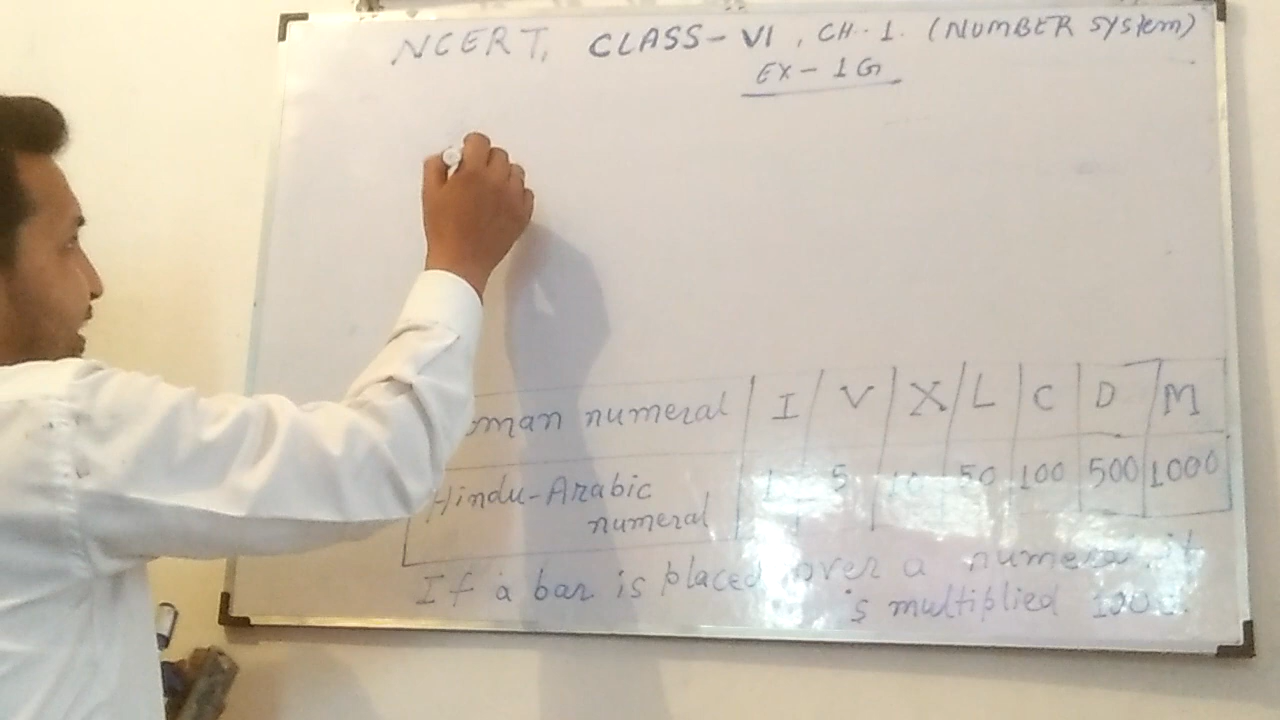 NCERT, CLASS-VI, CH-1. (NUMBER System)
EX-1G
oman numeral I V X L C D M
Hindu-Arabic numeral 1 5 10 50 100 500 1000
If a bar is placed over a numeral it
is multiplied 1000.